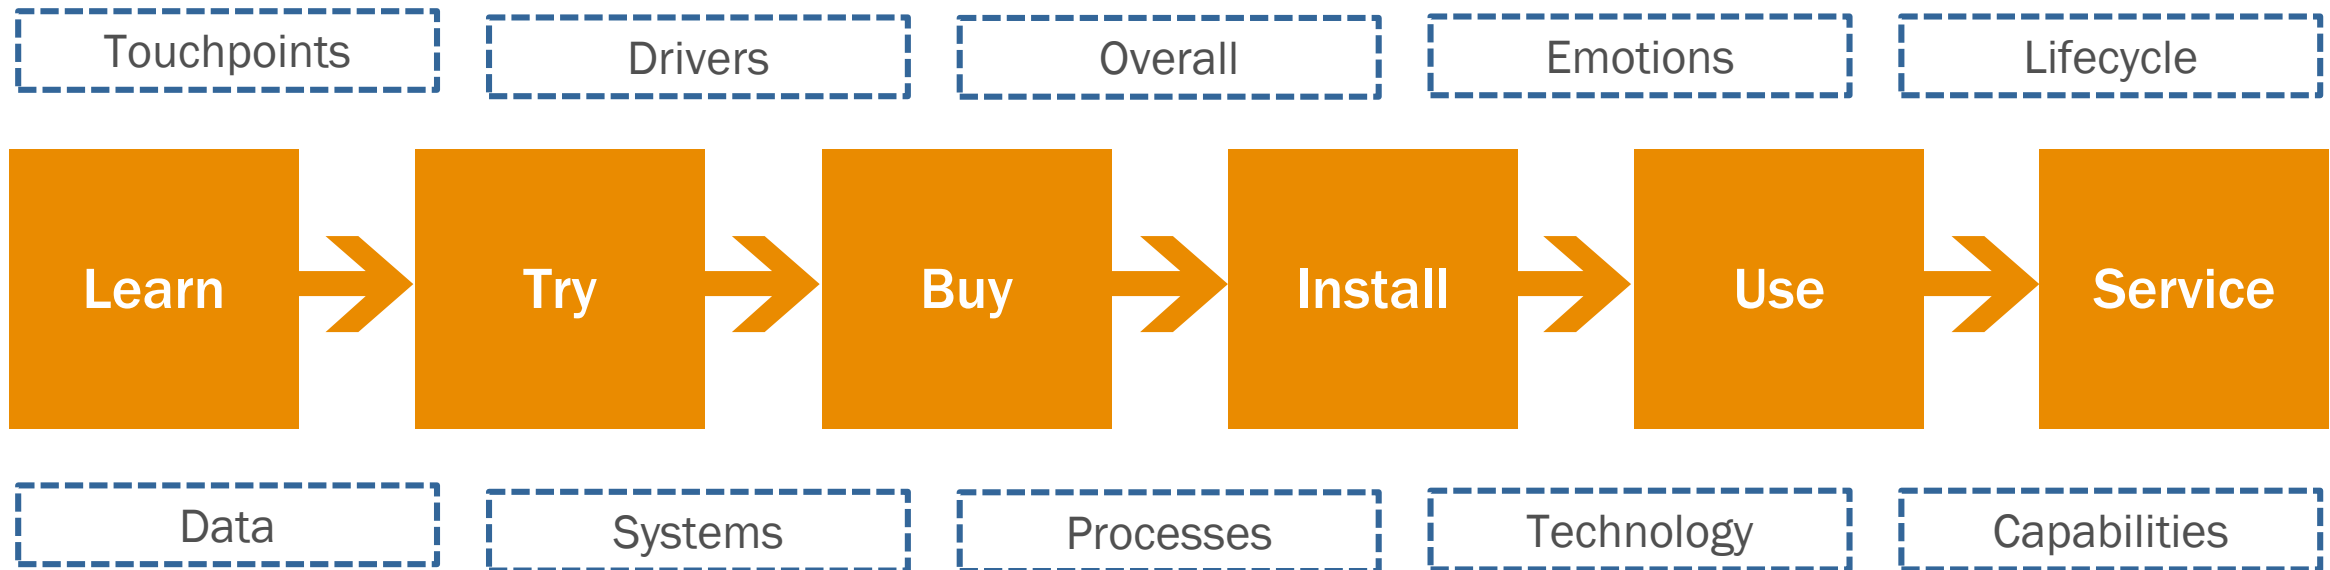 Touchpoints
Drivers
Overall
Emotions
Lifecycle
Learn
Try
Buy
Install
Use
Service
Data
Systems
Processes
Technology
Capabilities